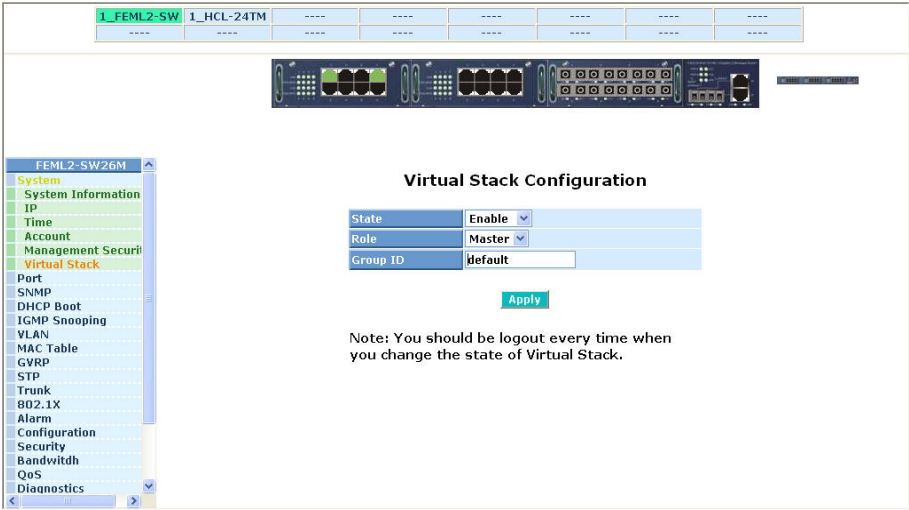 1_FEML2-SW 1_HCL-24TM ---- ---- ---- ---- ---- ----
---- ---- ---- ---- ---- ---- ---- ----
FEML2-SW26M
System
System Information
IP
Time
Account
Management Securit
Virtual Stack
Port
SNMP
DHCP Boot
IGMP Snooping
VLAN
MAC Table
GVRP
STP
Trunk
802.1X
Alarm
Configuration
Security
Bandwitdh
QoS
Diagnostics
Virtual Stack Configuration
State Enable
Role Master
Group ID default
Apply
Note: You should be logout every time when
you change the state of Virtual Stack.